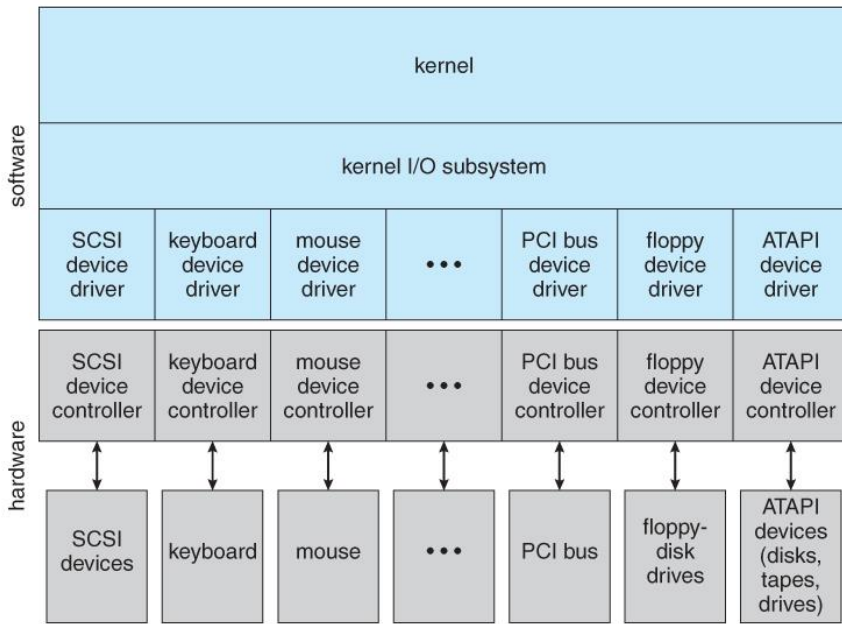 software
kernel
kernel I/O subsystem
SCSI
device
driver
keyboard
device
driver
mouse
device
driver
•••
PCI bus
device
driver
floppy
device
driver
ATAPI
device
driver
hardware
SCSI
device
controller
keyboard
device
controller
mouse
device
controller
•••
PCI bus
device
controller
floppy
device
controller
ATAPI
device
controller
SCSI
devices
keyboard
mouse
•••
PCI bus
floppy-
disk
drives
ATAPI
devices
(disks,
tapes,
drives)